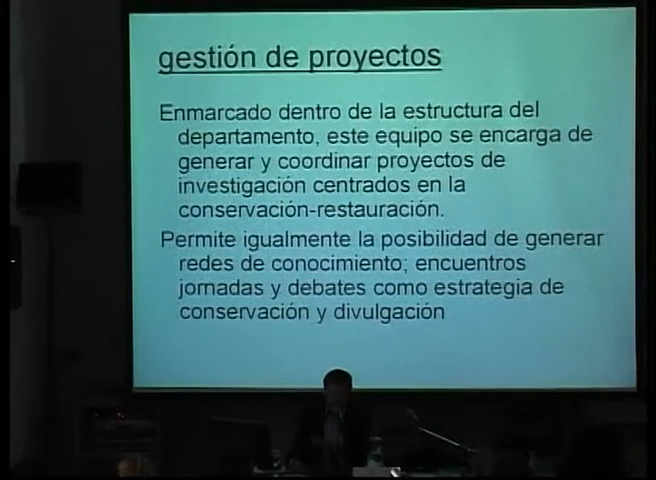 gestión de proyectos
Enmarcado dentro de la estructura del
departamento, este equipo se encarga de
generar y coordinar proyectos de
investigación centrados en la
conservación-restauración.
Permite igualmente la posibilidad de generar
redes de conocimiento; encuentros
jornadas y debates como estrategia de
conservación y divulgación